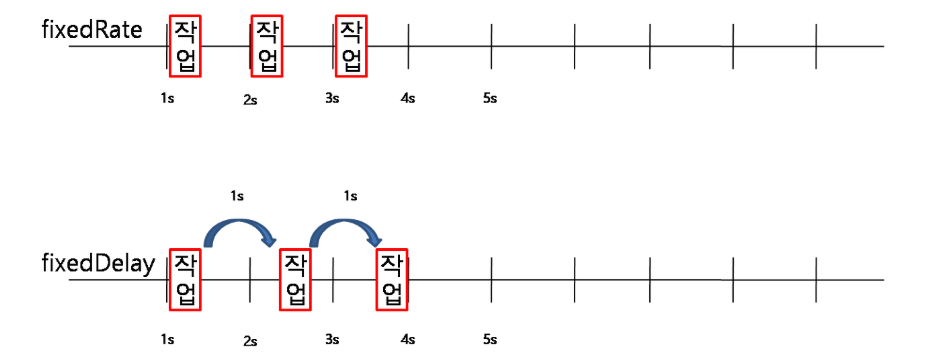 fixedRate
작업 작업 작업
1s 2s 3s 4s 5s
1s 1s
fixedDelay
작업 작업 작업
1s 2s 3s 4s 5s